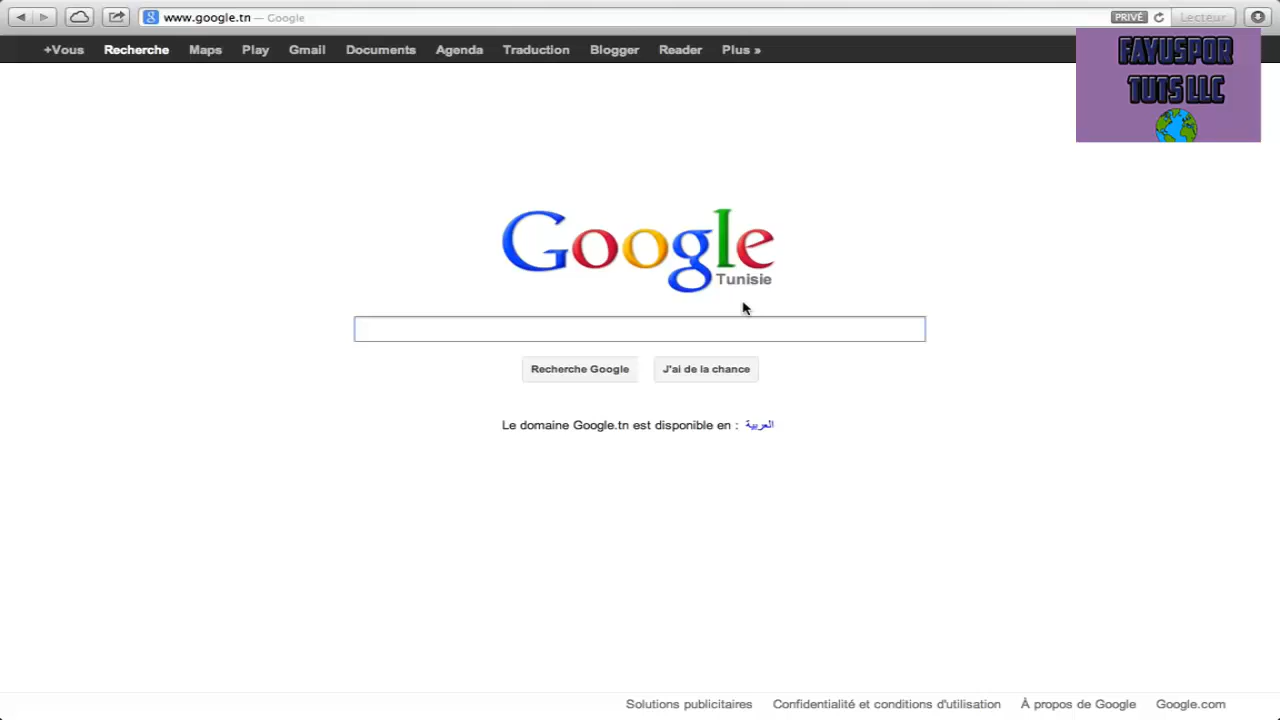 www.google.tn — Google
PRIVÉ
Lecteur
+Vous Recherche Maps Play Gmail Documents Agenda Traduction Blogger Reader Plus »
FAYUSPOR
TUTS LLC
Google
Tunisie
Recherche Google J'ai de la chance
Le domaine Google.tn est disponible en : العربية
Solutions publicitaires Confidentialité et conditions d'utilisation À propos de Google Google.com